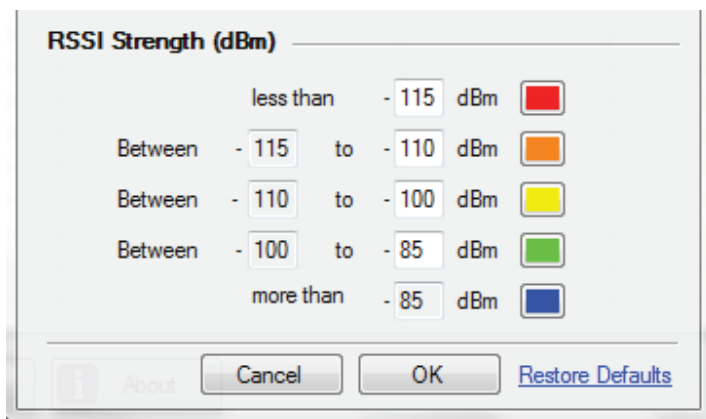 RSSI Strength (dBm)
less than - 115 dBm
Between - 115 to - 110 dBm
Between - 110 to - 100 dBm
Between - 100 to - 85 dBm
more than - 85 dBm
i About Cancel OK Restore Defaults